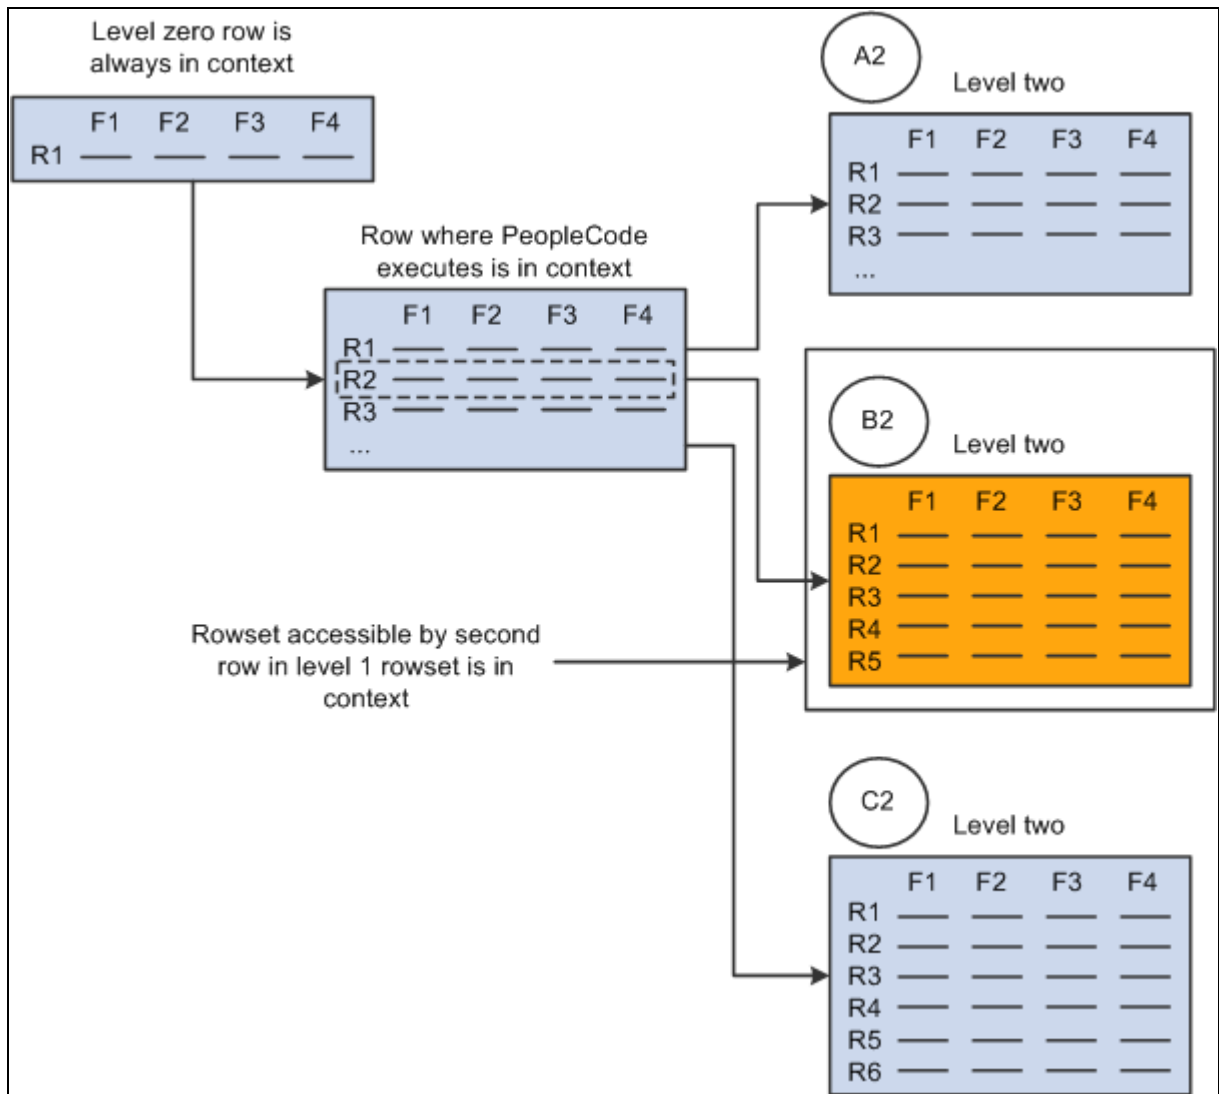 Level zero row is
always in context
F1 F2 F3 F4
R1
Row where PeopleCode
executes is in context
F1 F2 F3 F4
R1
R2
R3
...
A2
Level two
F1 F2 F3 F4
R1
R2
R3
...
B2
Level two
F1 F2 F3 F4
R1
R2
R3
R4
R5
Rowset accessible by second
row in level 1 rowset is in
context
C2
Level two
F1 F2 F3 F4
R1
R2
R3
R4
R5
R6